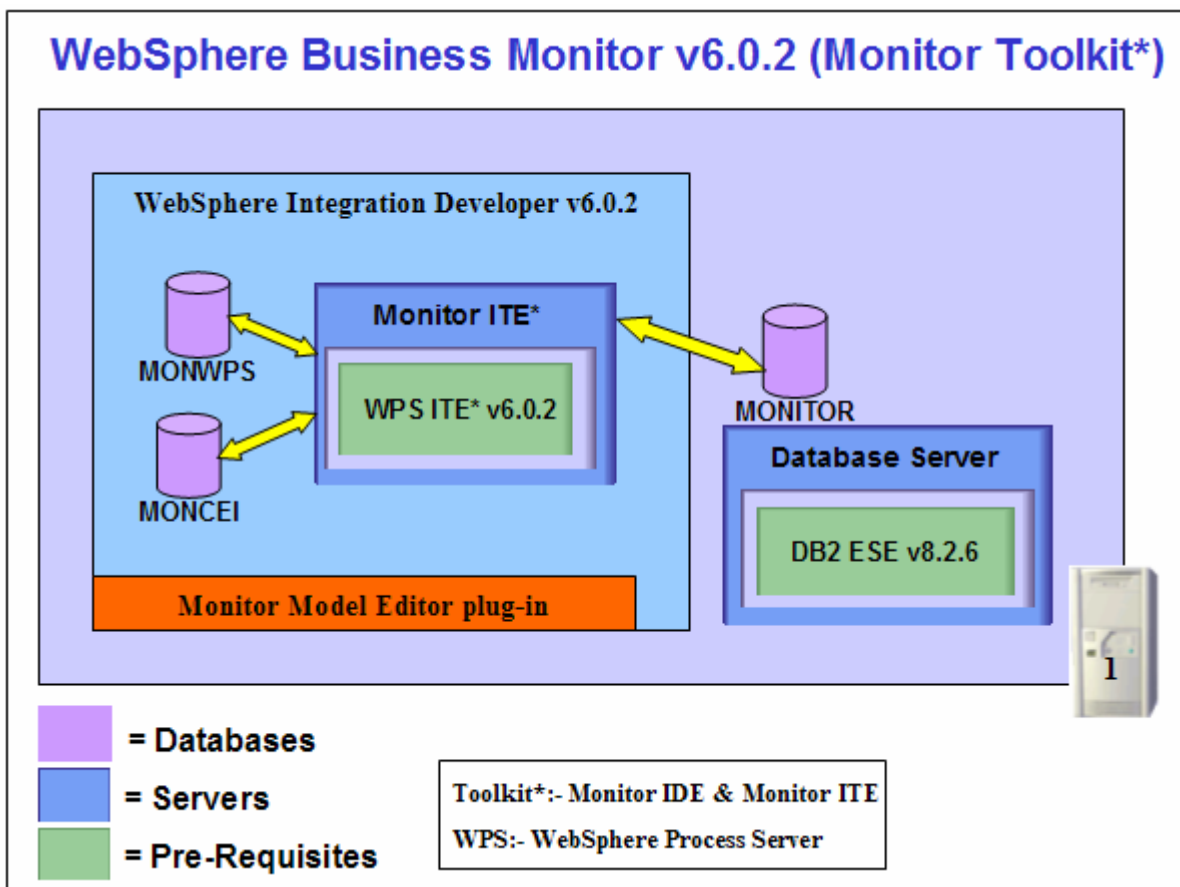 WebSphere Business Monitor v6.0.2 (Monitor Toolkit*)
WebSphere Integration Developer v6.0.2
MONWPS
MONCEI
Monitor ITE*
WPS ITE* v6.0.2
MONITOR
Database Server
DB2 ESE v8.2.6
Monitor Model Editor plug-in
1
= Databases
= Servers
= Pre-Requisites
Toolkit*:- Monitor IDE & Monitor ITE
WPS:- WebSphere Process Server